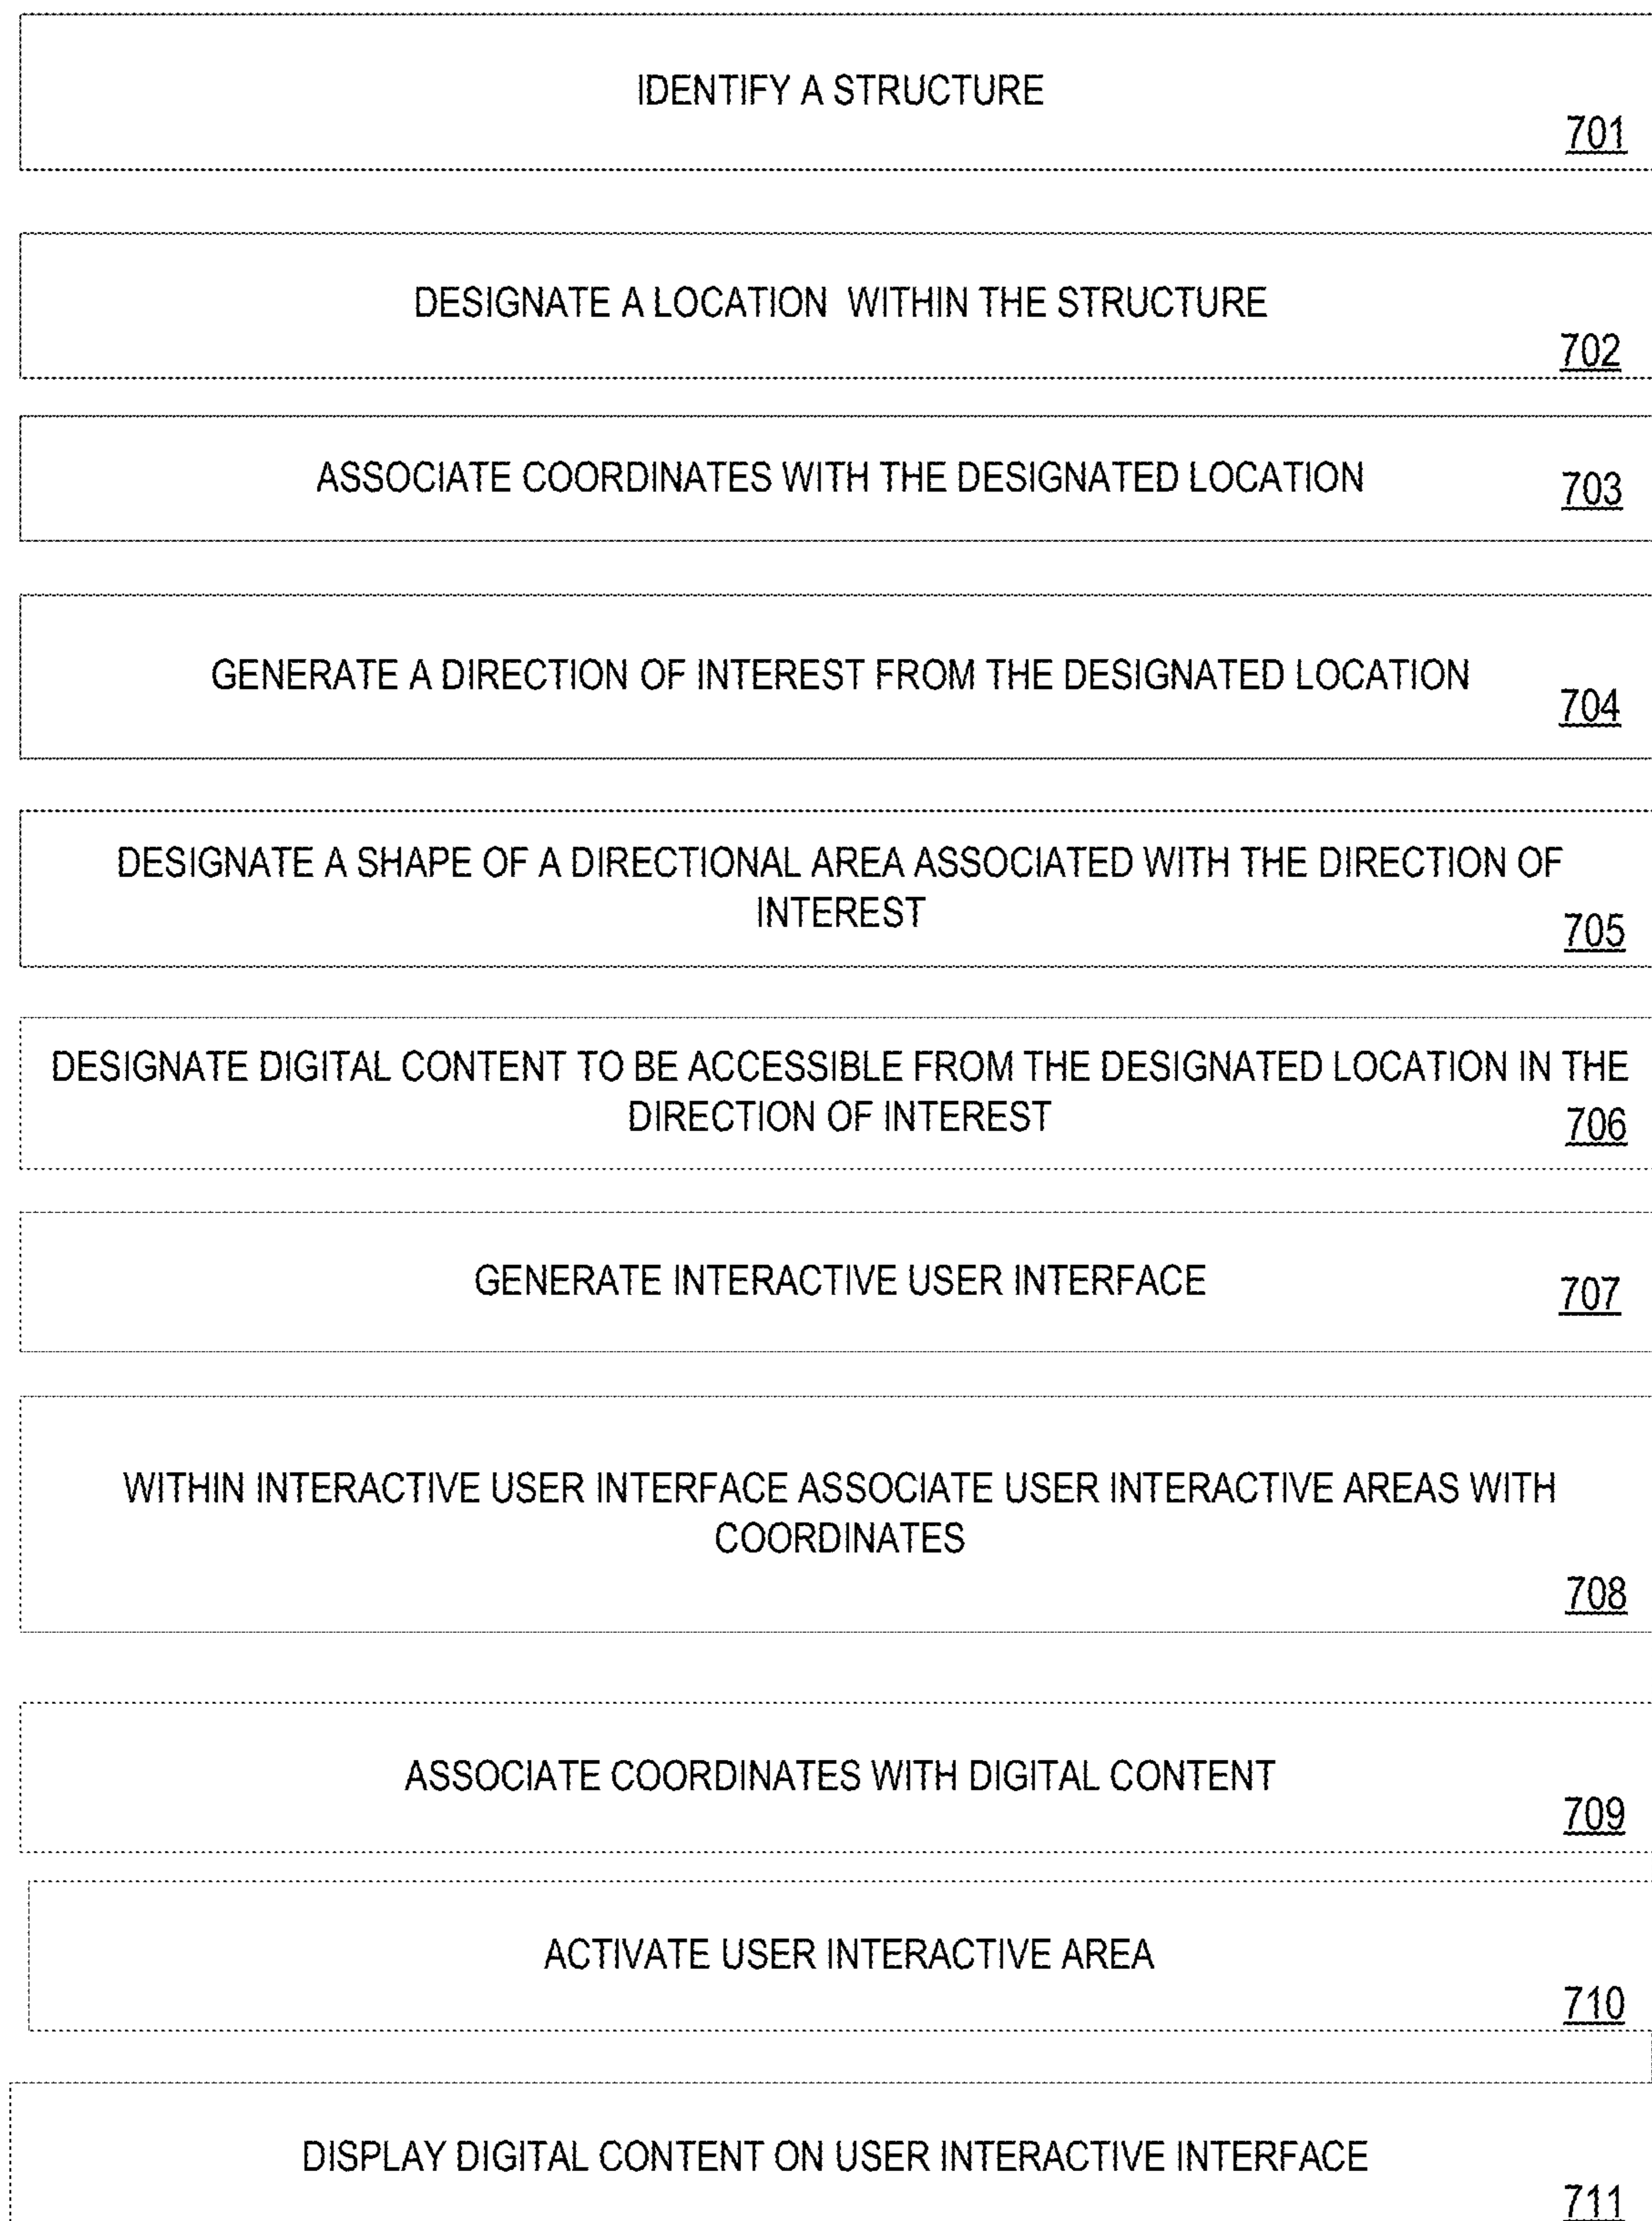 IDENTIFY A STRUCTURE
701
DESIGNATE A LOCATION WITHIN THE STRUCTURE
702
ASSOCIATE COORDINATES WITH THE DESIGNATED LOCATION
703
GENERATE A DIRECTION OF INTEREST FROM THE DESIGNATED LOCATION
704
DESIGNATE A SHAPE OF A DIRECTIONAL AREA ASSOCIATED WITH THE DIRECTION OF
INTEREST
705
DESIGNATE DIGITAL CONTENT TO BE ACCESSIBLE FROM THE DESIGNATED LOCATION IN THE
DIRECTION OF INTEREST
706
GENERATE INTERACTIVE USER INTERFACE
707
WITHIN INTERACTIVE USER INTERFACE ASSOCIATE USER INTERACTIVE AREAS WITH
COORDINATES
708
ASSOCIATE COORDINATES WITH DIGITAL CONTENT
709
ACTIVATE USER INTERACTIVE AREA
710
DISPLAY DIGITAL CONTENT ON USER INTERACTIVE INTERFACE
711